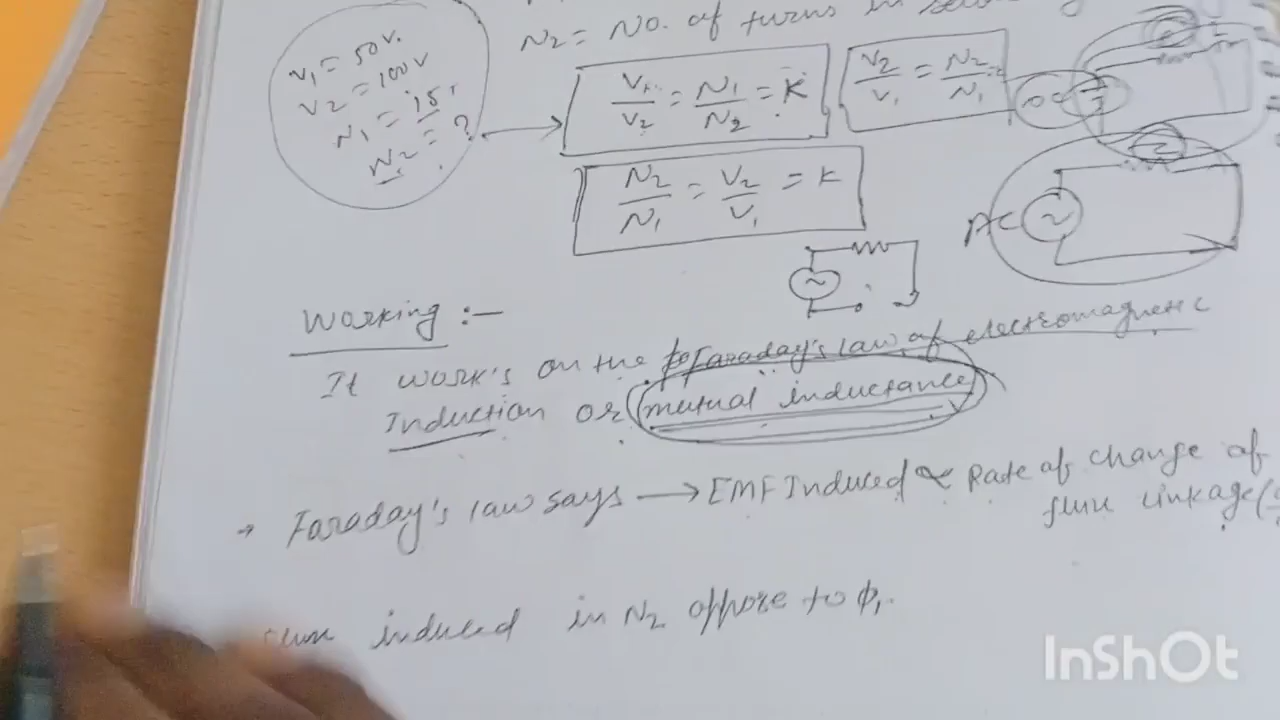 N2 = No. of turns in
V1 = 50V.
V2 = 100V
N1 = 15
N2 = ?
V1/V2 = N1/N2 = K
V2/V1 = N2/N1 =
DC
N2/N1 = V2/V1 = K
AC
Working :-
It work's on the Faraday's law of electromagnetic
Induction or mutual inductance
→ Faraday's law says → EMF Induced ∝ Rate of change of
flux linkage(
flux induced in N2 oppose to ϕ1.
InShOt